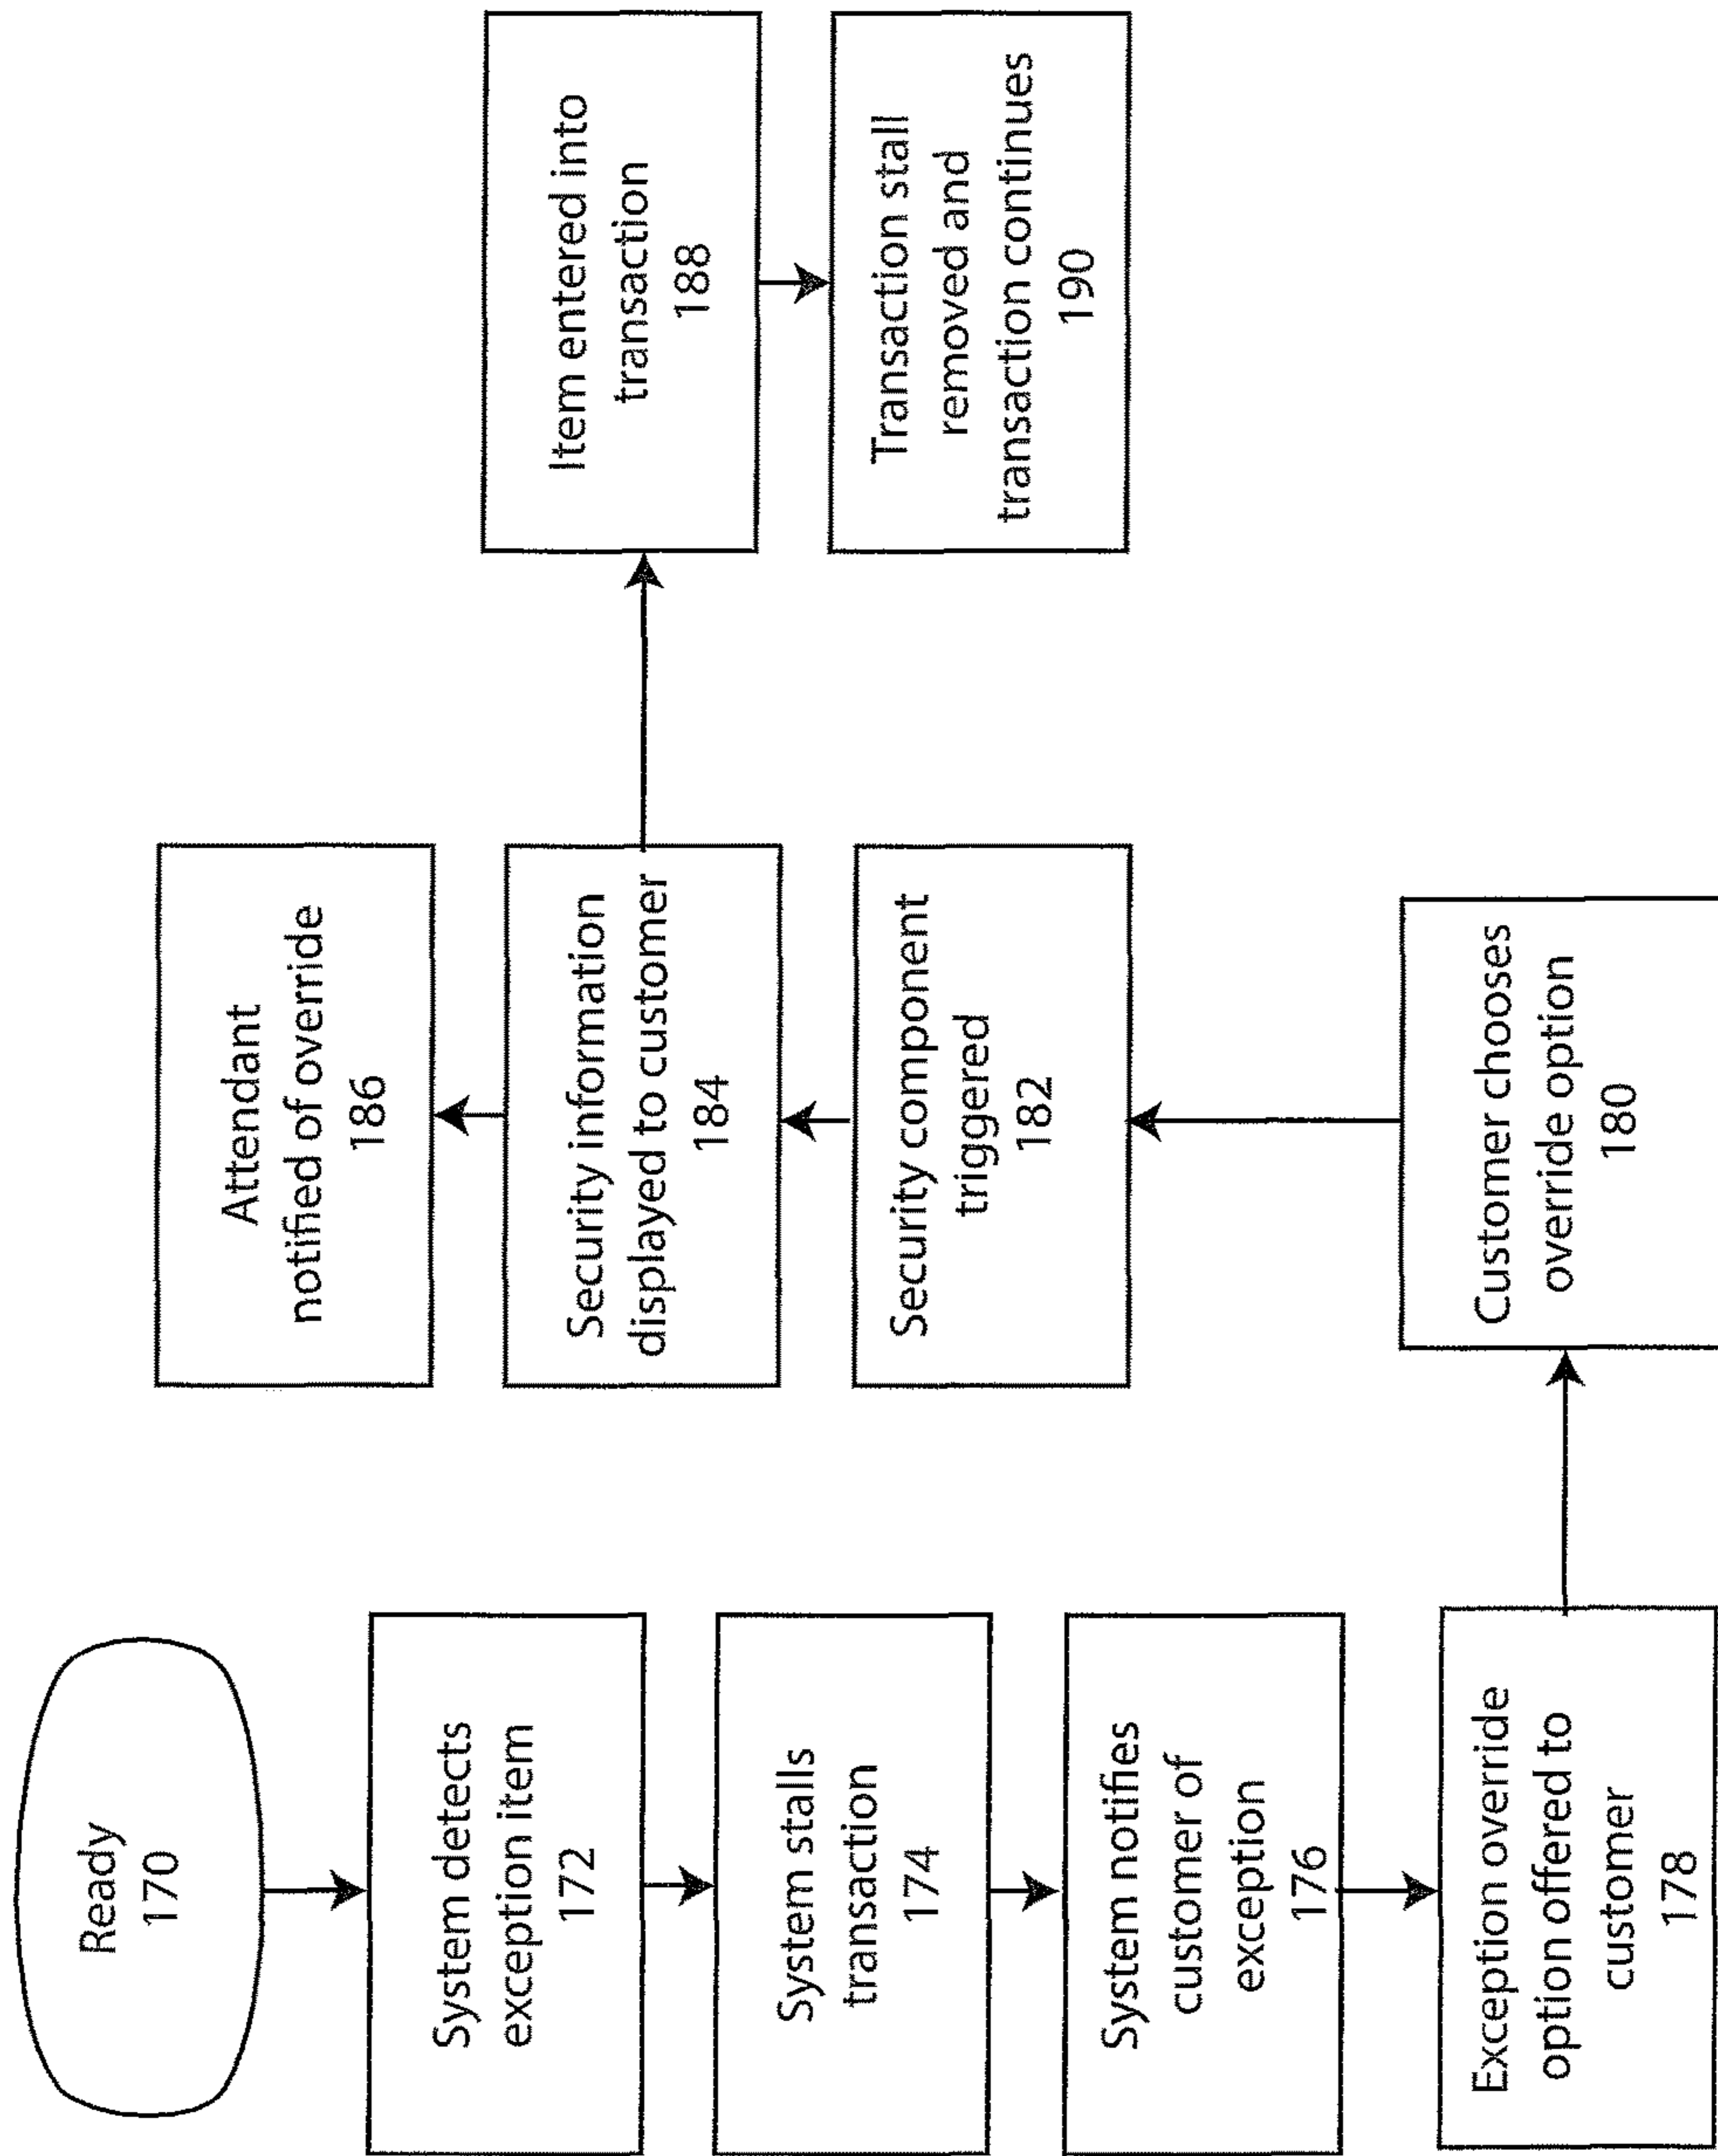 Ready
170
System detects
exception item
172
System stalls
transaction
174
System notifies
customer of
exception
176
Exception override
option offered to
customer
178
Customer chooses
override option
180
Security component
triggered
182
Security information
displayed to customer
184
Attendant
notified of override
186
Item entered into
transaction
188
Transaction stall
removed and
transaction continues
190